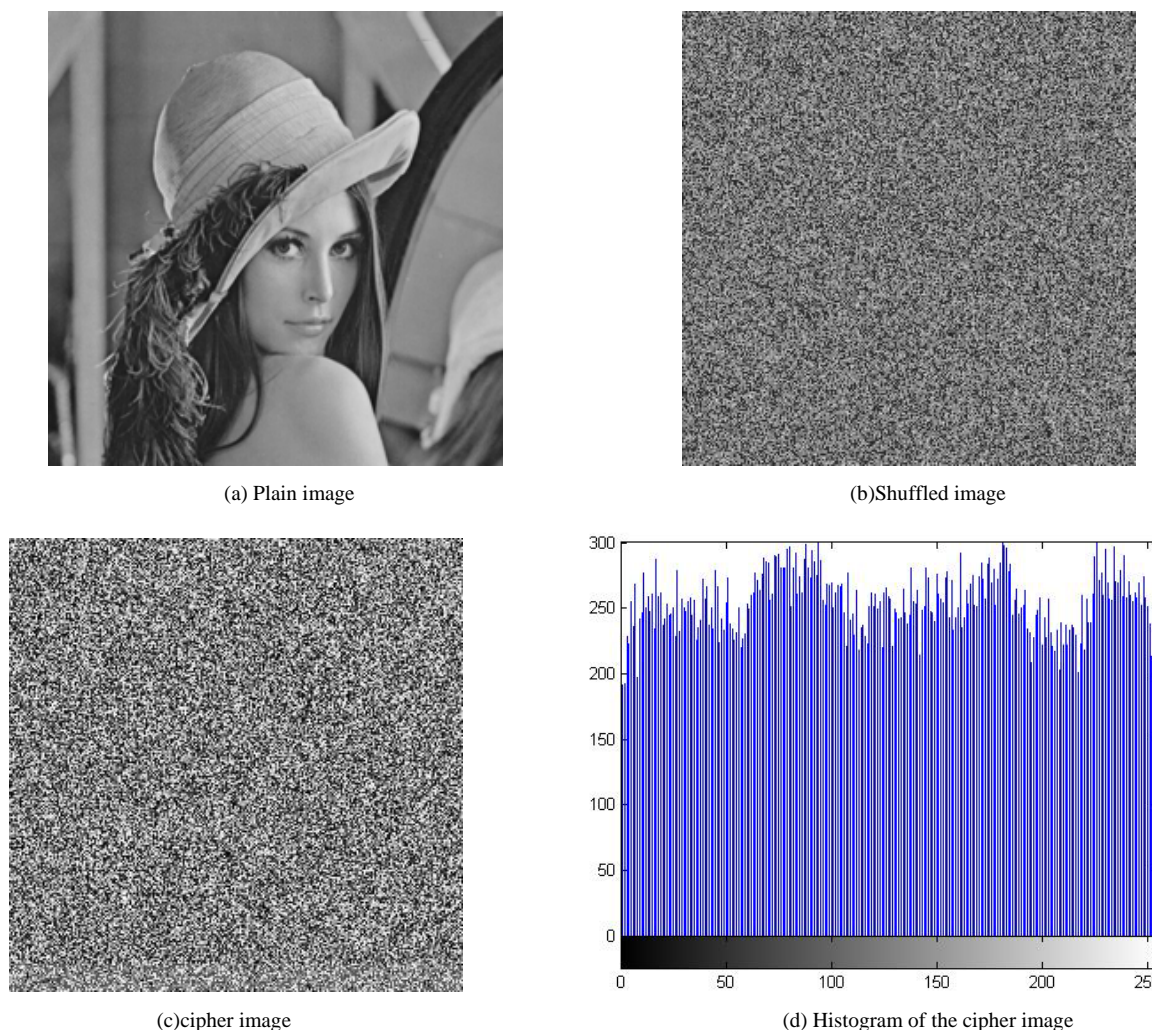 (a) Plain image
(b)Shuffled image
300
250
200
150
100
50
0
0 50 100 150 200 25
(c)cipher image
(d) Histogram of the cipher image